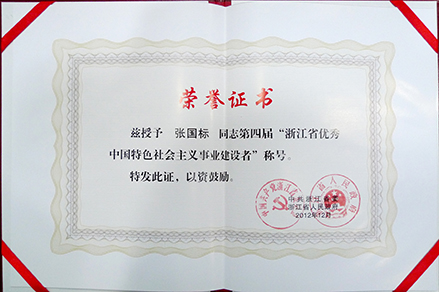 荣誉证书
兹授予 张国标 同志第四届“浙江省优秀
中国特色社会主义事业建设者”称号。
特发此证，以资鼓励。
中共浙江省委
浙江省人民政府
2012年12月